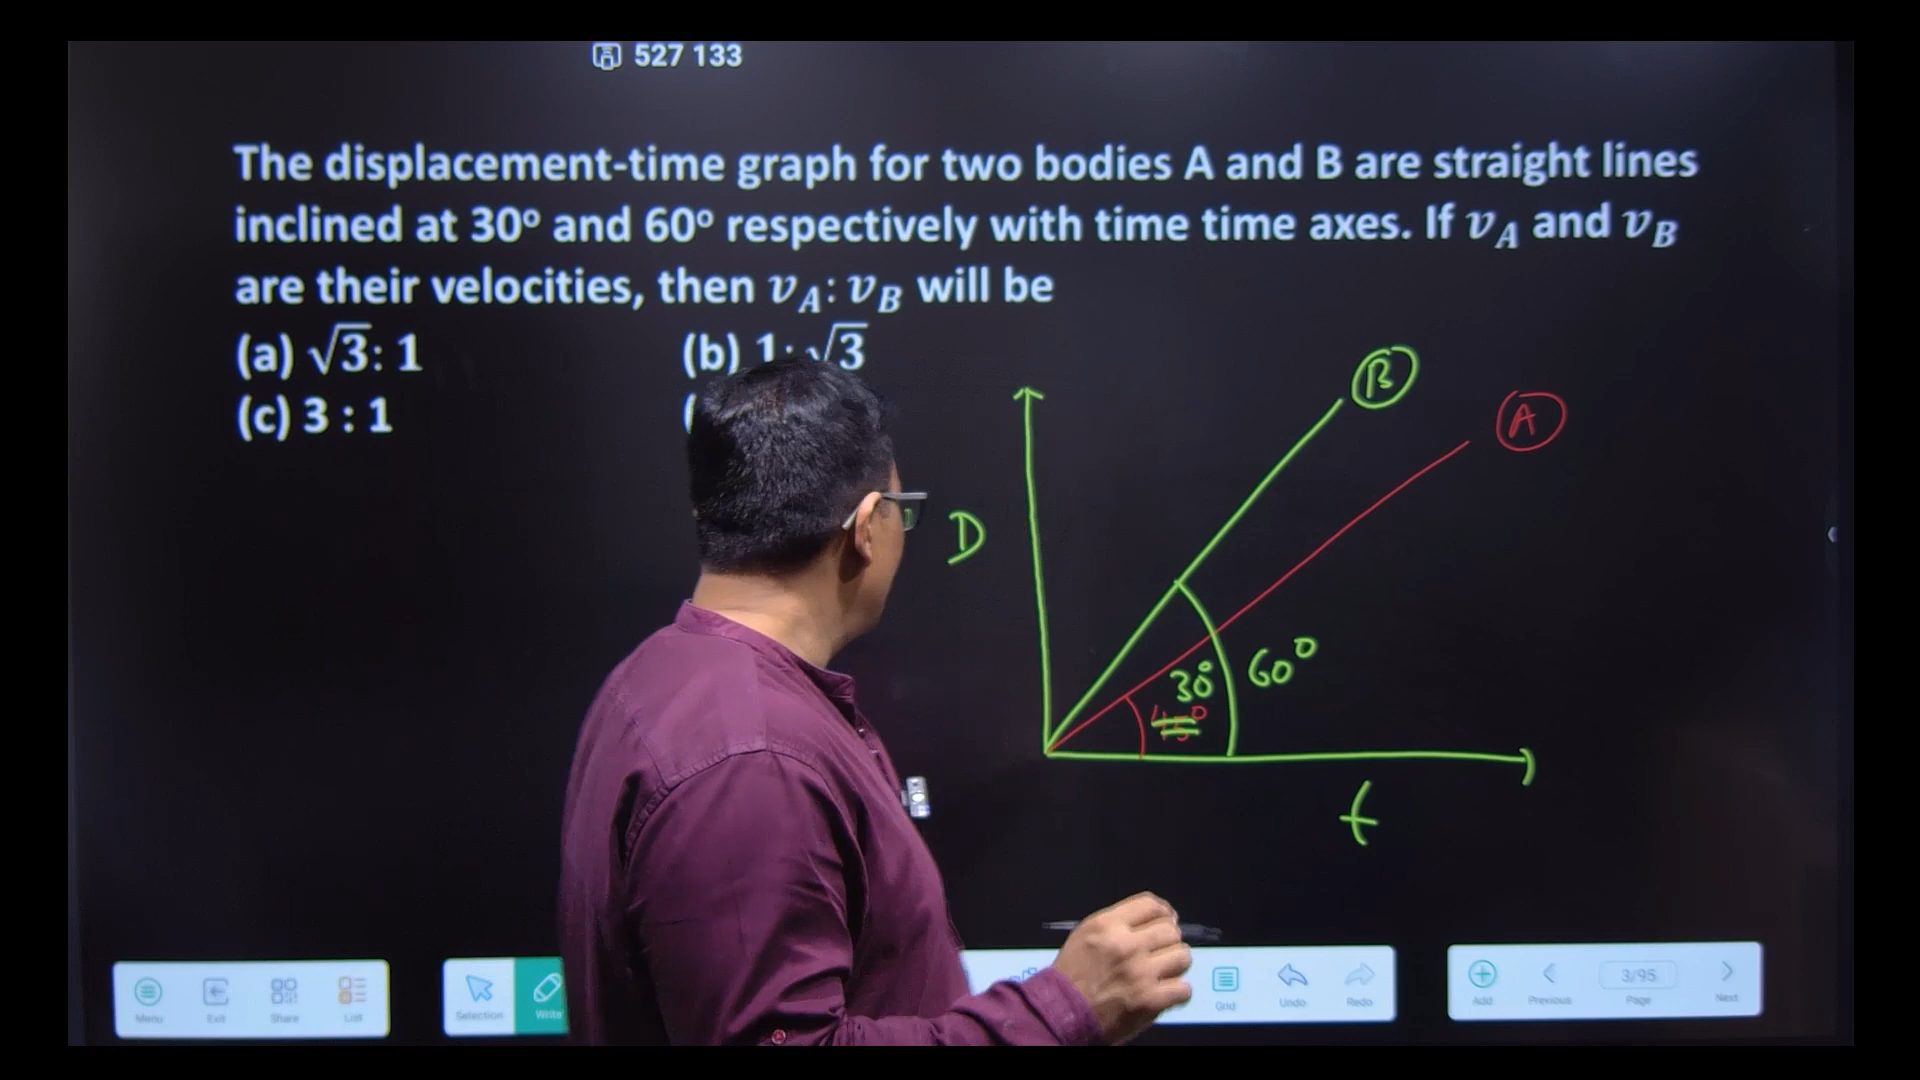 527 133
The displacement-time graph for two bodies A and B are straight lines
inclined at 30° and 60° respectively with time time axes. If v_A and v_B
are their velocities, then v_A: v_B will be
(a) √3: 1 (b) 1: √3
(c) 3 : 1 (
B
A
D
30°
60°
45°
t
Menu Exit Share List Selection Write Grid Undo Redo Add Previous 3/95 Page Next